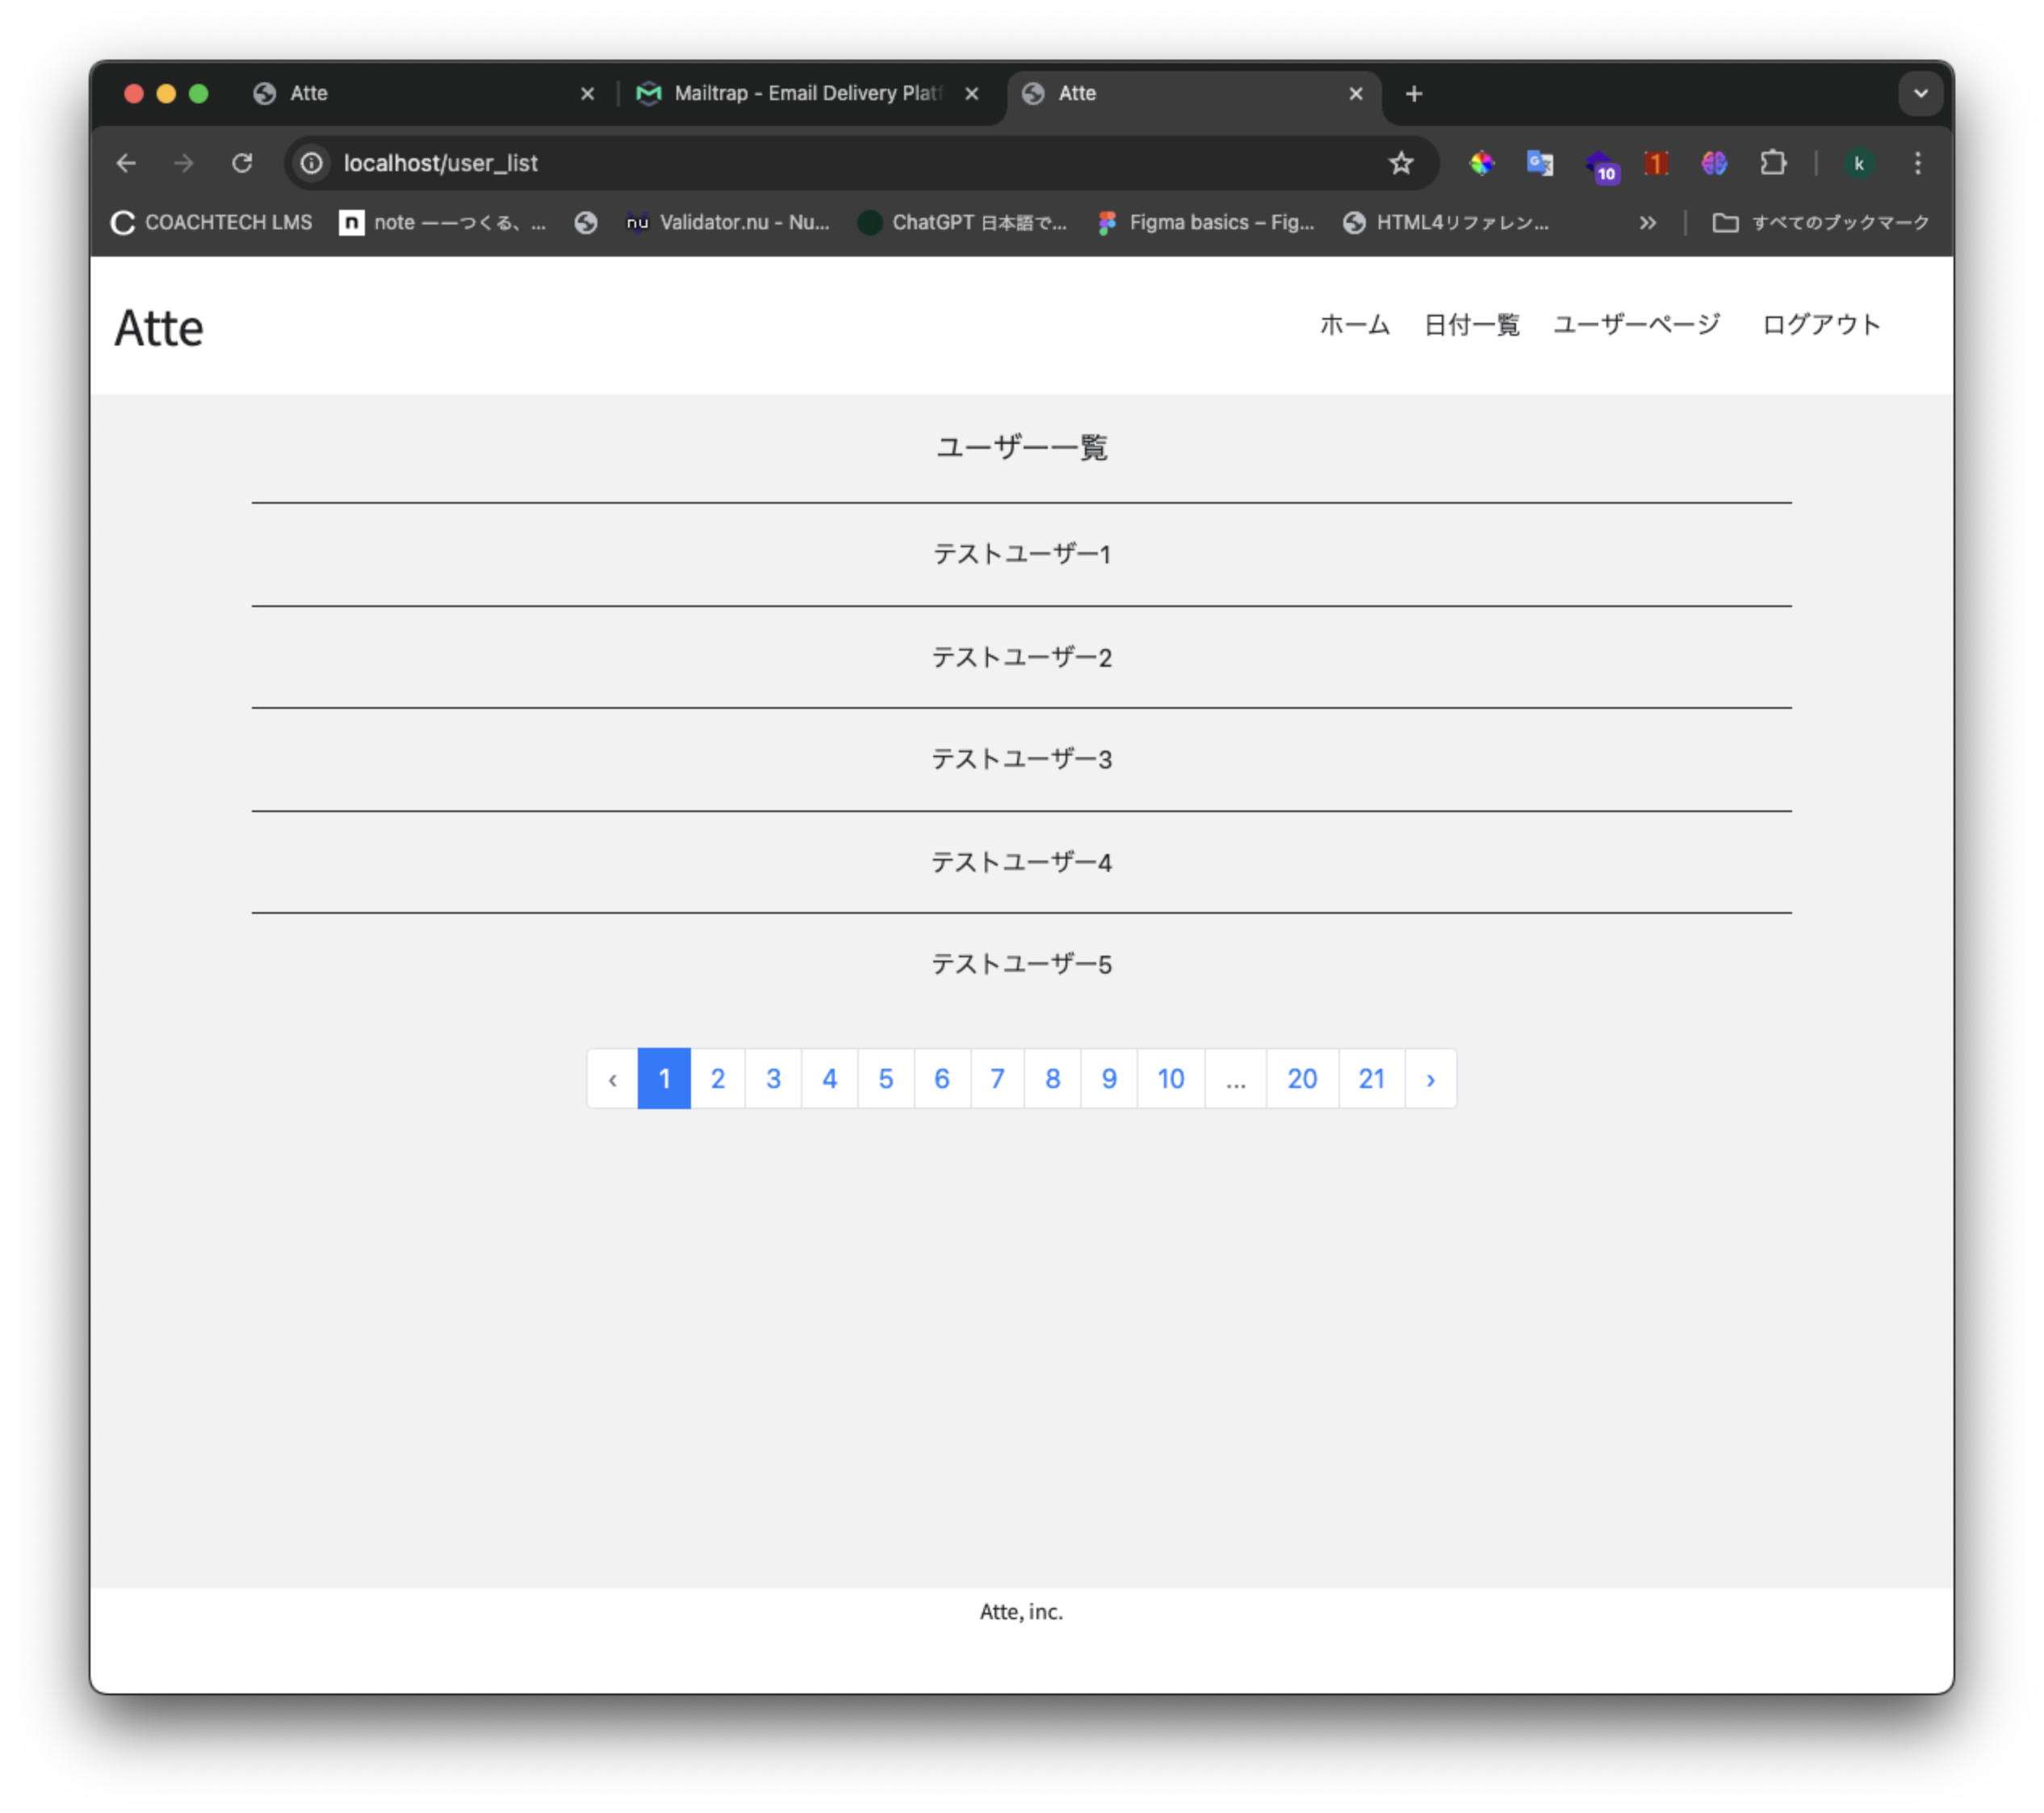 Atte
Mailtrap - Email Delivery Platf
Atte
localhost/user_list
10
1
k
COACHTECH LMS
n note ーーつくる、...
nu Validator.nu - Nu...
ChatGPT 日本語で...
Figma basics – Fig...
HTML4リファレン...
»
すべてのブックマーク
Atte
ホーム 日付一覧 ユーザーページ ログアウト
ユーザー一覧
テストユーザー1
テストユーザー2
テストユーザー3
テストユーザー4
テストユーザー5
‹ 1 2 3 4 5 6 7 8 9 10 ... 20 21 ›
Atte, inc.